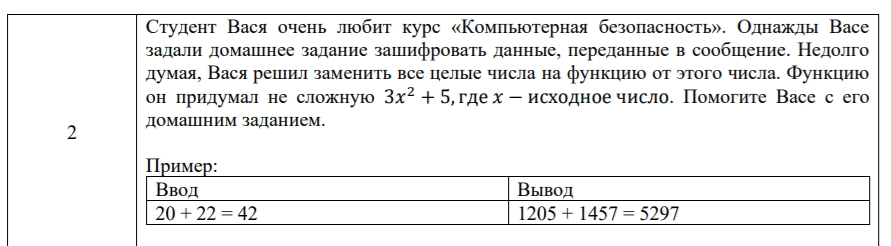 Студент Вася очень любит курс «Компьютерная безопасность». Однажды Васе
задали домашнее задание зашифровать данные, переданные в сообщение. Недолго
думая, Вася решил заменить все целые числа на функцию от этого числа. Функцию
он придумал не сложную 3x² + 5, где x − исходное число. Помогите Васе с его
домашним заданием.
2
Пример:
Ввод Вывод
20 + 22 = 42 1205 + 1457 = 5297